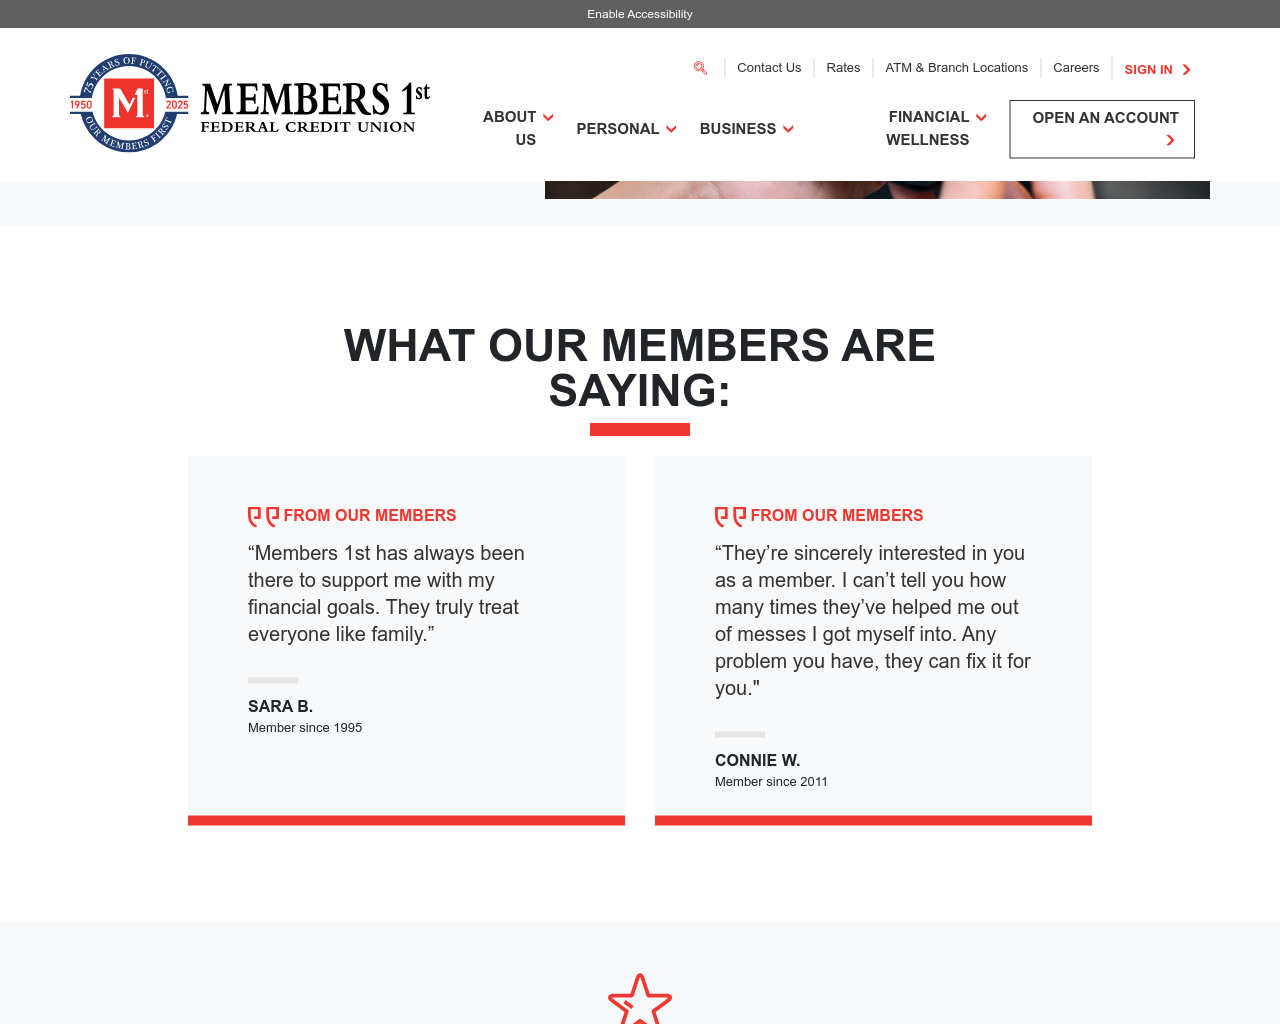 Enable Accessibility
75 YEARS OF PUTTING
1950
M1st
2025
OUR MEMBERS FIRST
MEMBERS 1st
FEDERAL CREDIT UNION
Contact Us
Rates
ATM & Branch Locations
Careers
SIGN IN
ABOUT
US
PERSONAL
BUSINESS
FINANCIAL
WELLNESS
OPEN AN ACCOUNT
WHAT OUR MEMBERS ARE
SAYING:
FROM OUR MEMBERS
“Members 1st has always been
there to support me with my
financial goals. They truly treat
everyone like family.”
SARA B.
Member since 1995
FROM OUR MEMBERS
“They’re sincerely interested in you
as a member. I can’t tell you how
many times they’ve helped me out
of messes I got myself into. Any
problem you have, they can fix it for
you."
CONNIE W.
Member since 2011